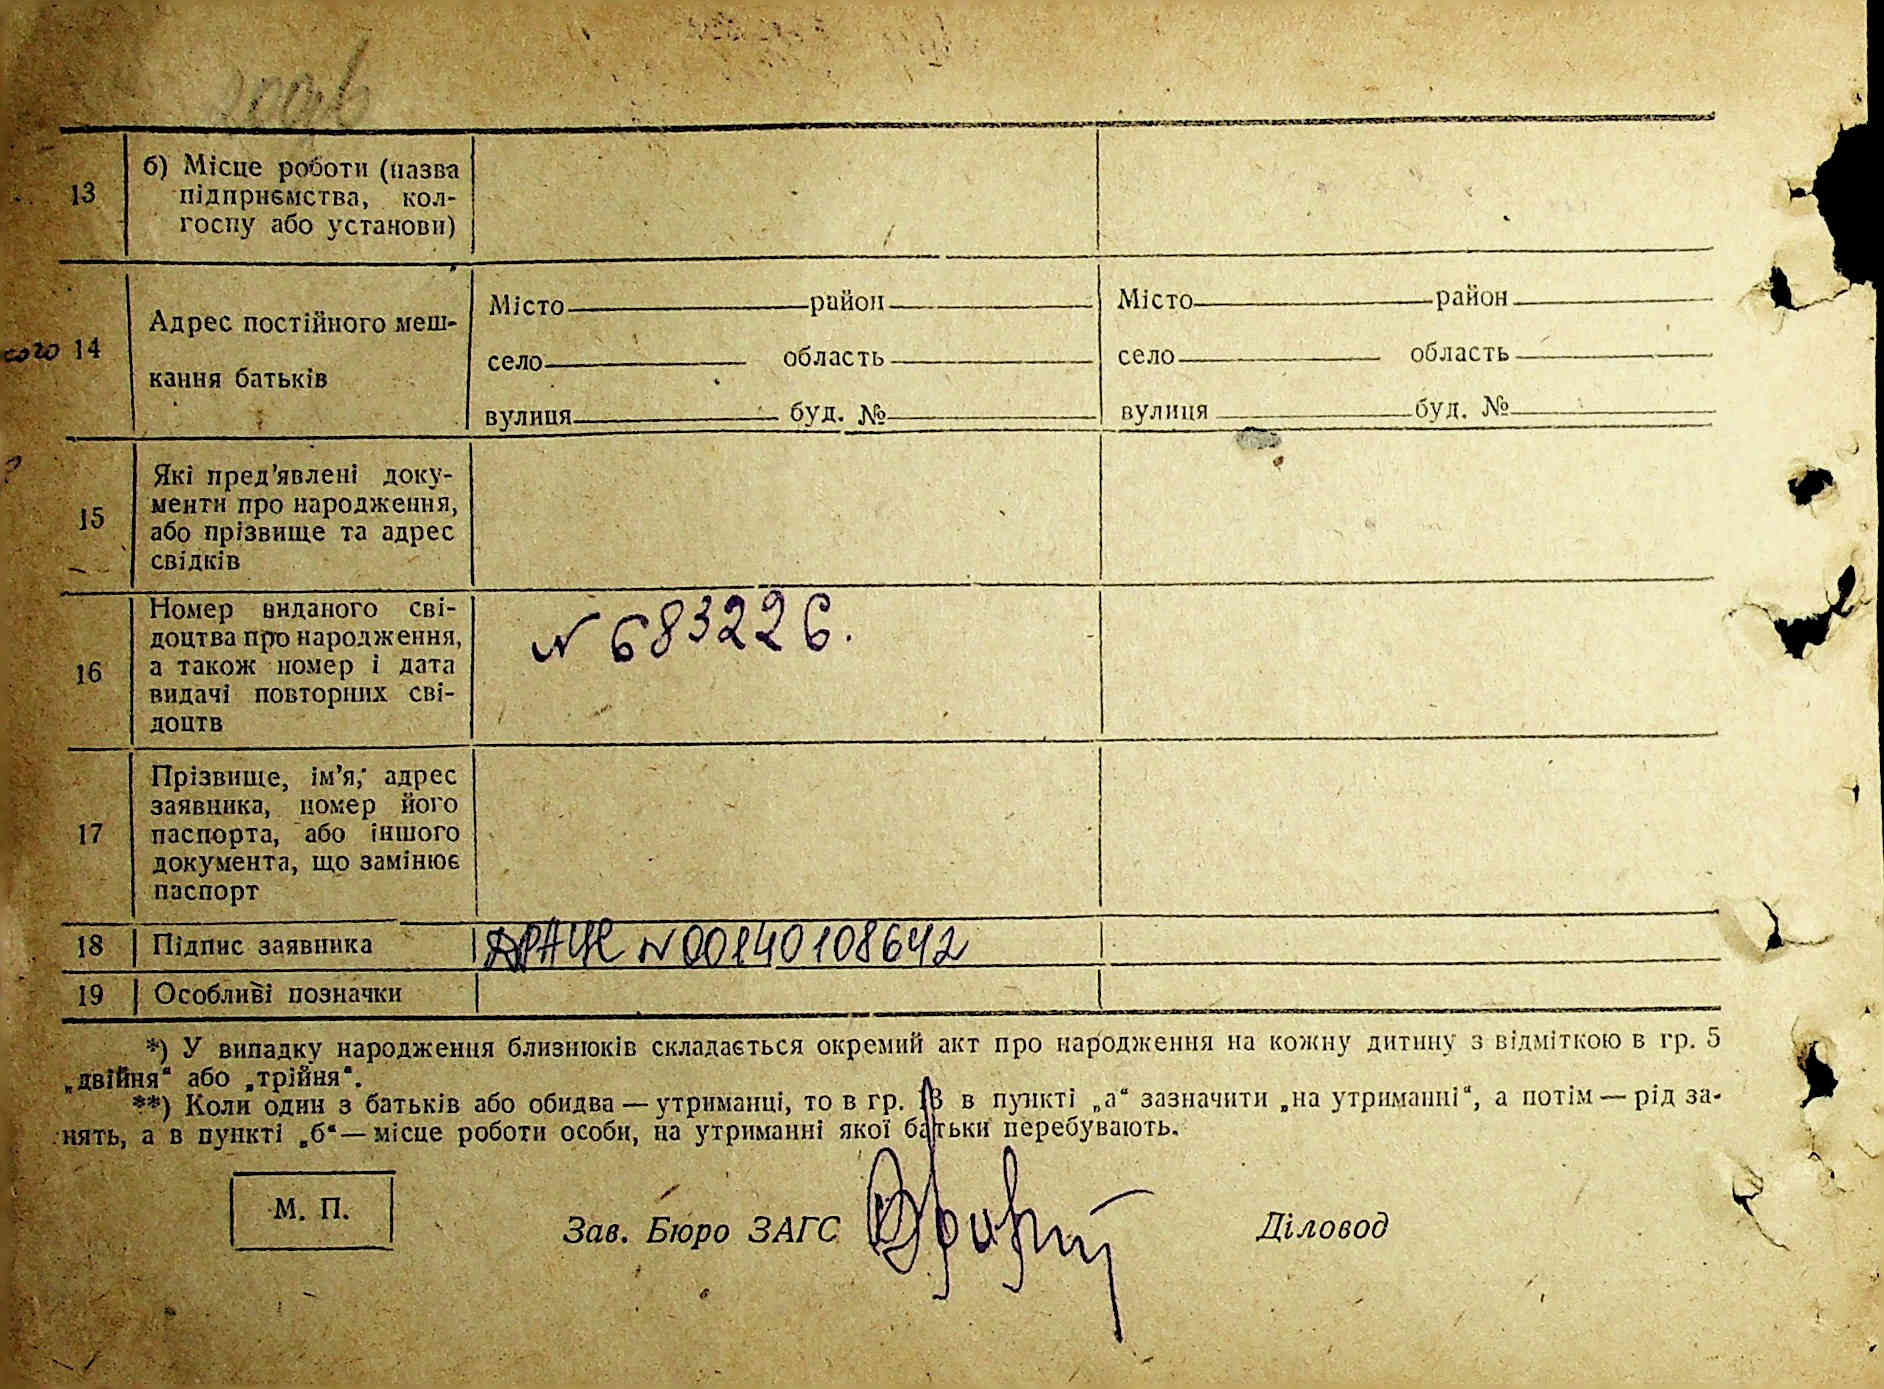 13
б) Місце роботи (назва
підприємства, кол-
госпу або установи)
14
Адрес постійного меш-
кання батьків
Місто район
село область
вулиця буд. №
Місто район
село область
вулиця буд. №
15
Які пред’явлені доку-
менти про народження,
або прізвище та адрес
свідків
16
Номер виданого сві-
доцтва про народження,
а також номер і дата
видачі повторних сві-
доцтв
N 683226.
17
Прізвище, ім’я, адрес
заявника, номер його
паспорта, або іншого
документа, що замінює
паспорт
18 Підпис заявника
N 00140108642
19 Особливі позначки
*) У випадку народження близнюків складається окремий акт про народження на кожну дитину з відміткою в гр. 5
„двійня“ або „трійня“.
**) Коли один з батьків або обидва — утриманці, то в гр. 13 в пункті „а“ зазначити „на утриманні“, а потім — рід за-
нять, а в пункті „б“ — місце роботи особи, на утриманні якої батьки перебувають.
М. П.
Зав. Бюро ЗАГС
Діловод